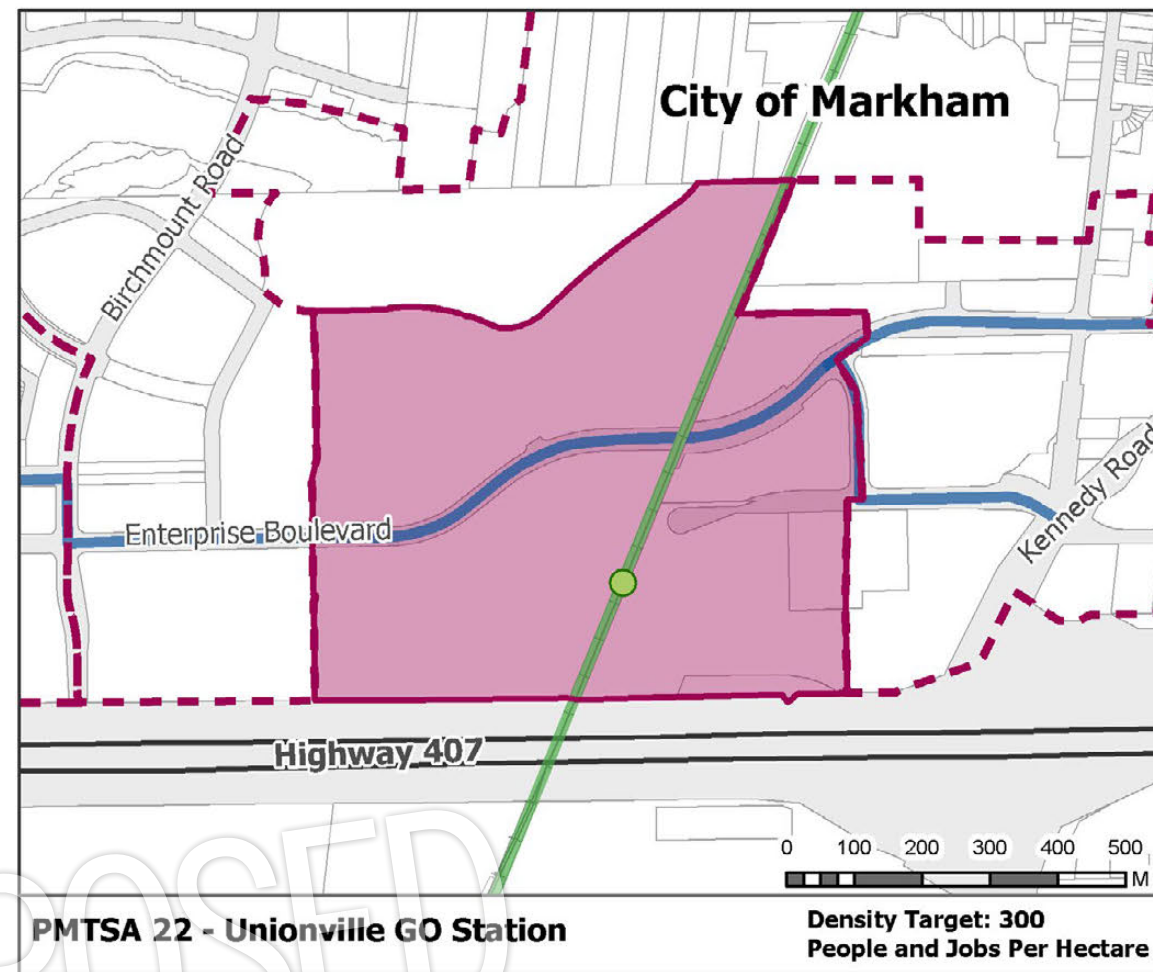 City of Markham
Birchmount Road
Enterprise Boulevard
Kennedy Road
Highway 407
0 100 200 300 400 500
M
PMTSA 22 - Unionville GO Station
Density Target: 300
People and Jobs Per Hectare
POSED